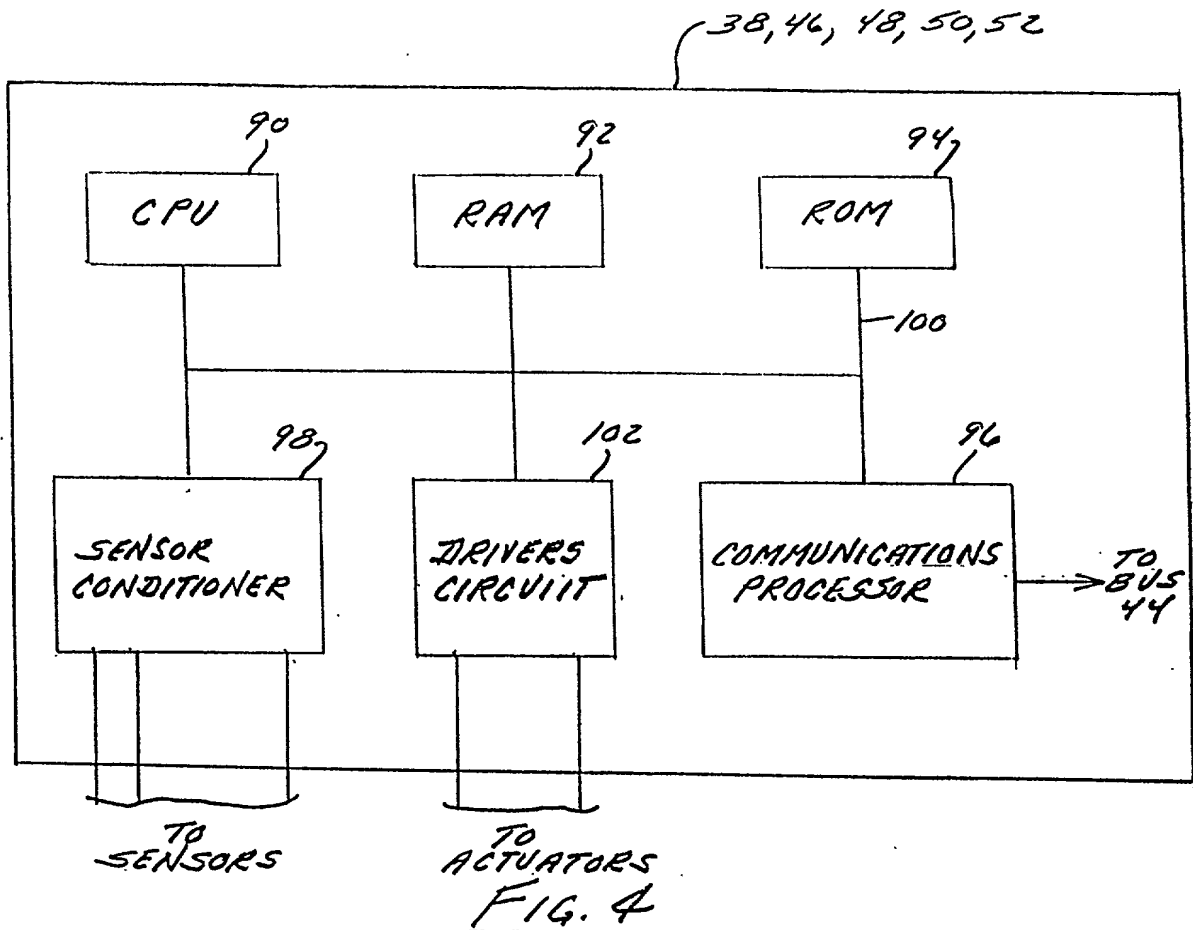 38, 46, 48, 50, 52
90
92
94
CPU
RAM
ROM
100
98
102
96
SENSOR
CONDITIONER
DRIVERS
CIRCUIIT
COMMUNICATIONS
PROCESSOR
TO
BUS
44
TO
SENSORS
TO
ACTUATORS
FIG. 4